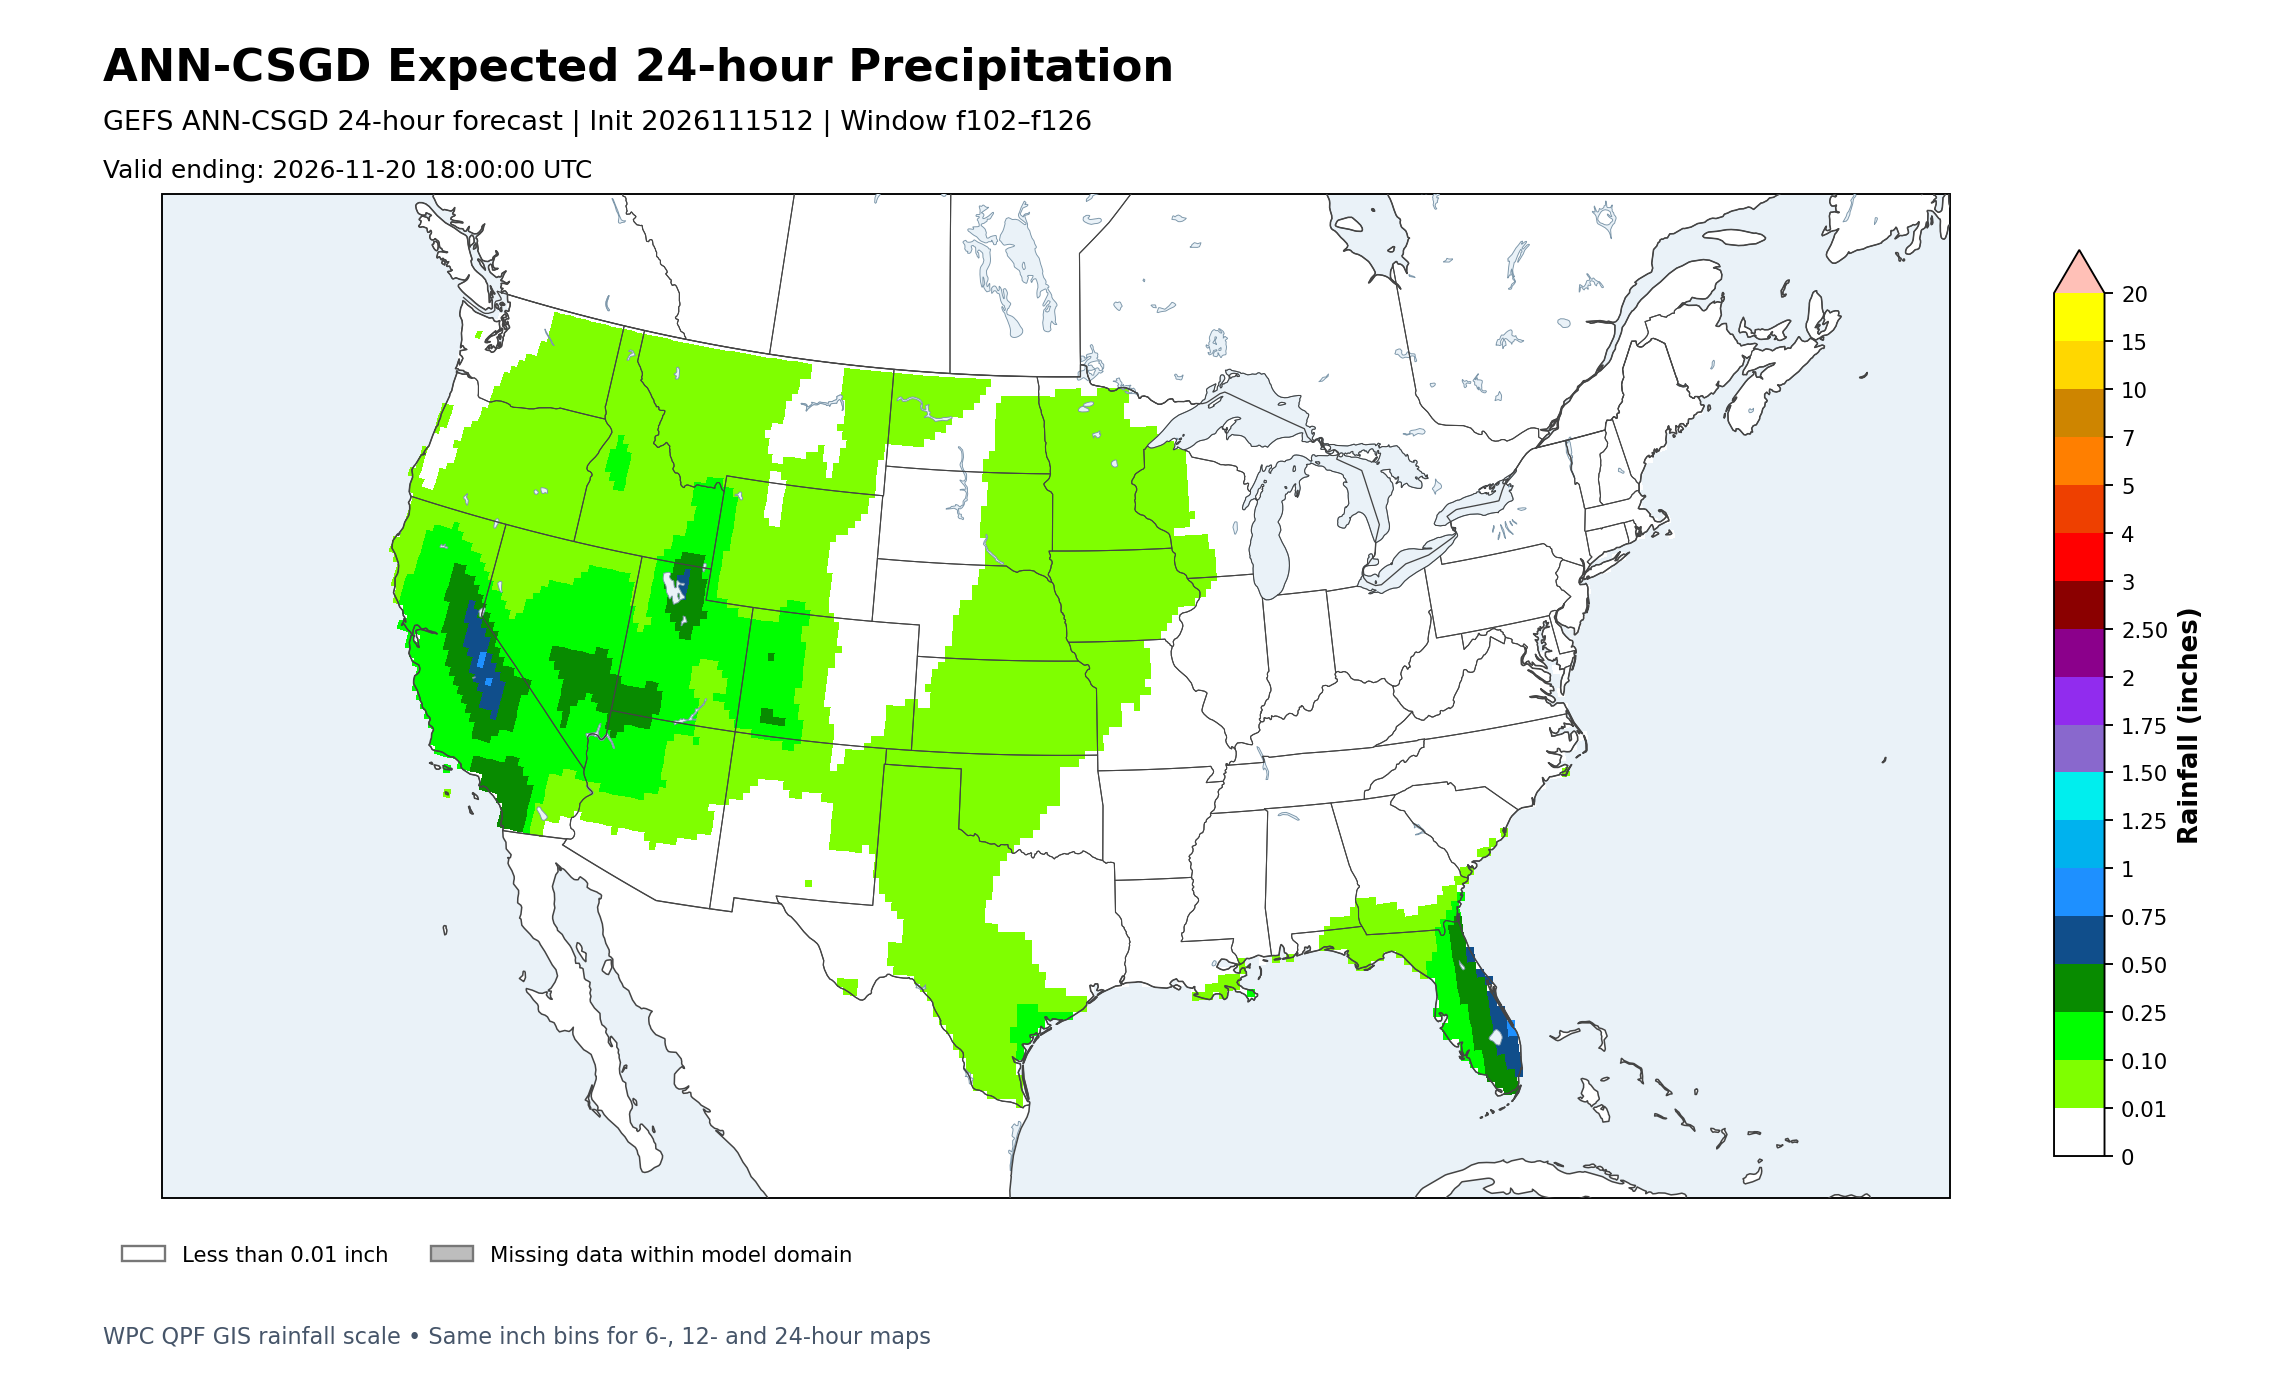 ANN-CSGD Expected 24-hour Precipitation
GEFS ANN-CSGD 24-hour forecast | Init 2026111512 | Window f102–f126
Valid ending: 2026-11-20 18:00:00 UTC
20
15
10
7
5
4
3
2.50
2
1.75
1.50
1.25
1
0.75
0.50
0.25
0.10
0.01
0
Rainfall (inches)
Less than 0.01 inch
Missing data within model domain
WPC QPF GIS rainfall scale • Same inch bins for 6-, 12- and 24-hour maps